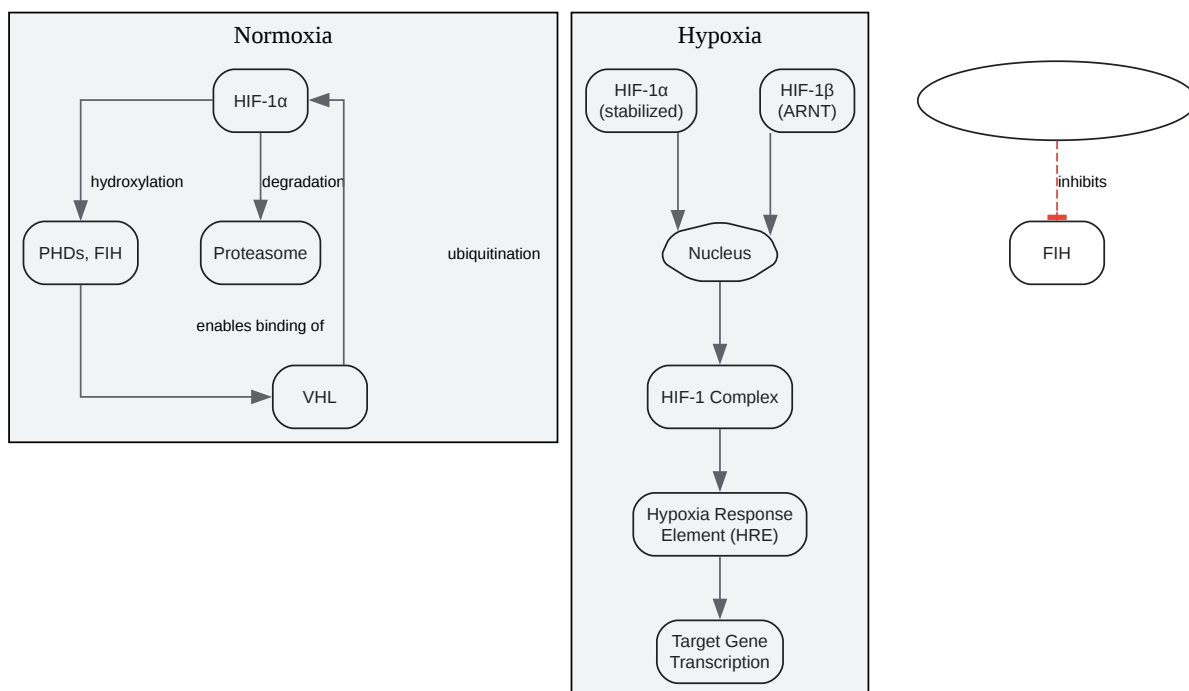 Normoxia
HIF-1α
hydroxylation
degradation
PHDs, FIH
Proteasome
ubiquitination
enables binding of
VHL
Hypoxia
HIF-1α
(stabilized)
HIF-1β
(ARNT)
Nucleus
HIF-1 Complex
Hypoxia Response
Element (HRE)
Target Gene
Transcription
inhibits
FIH